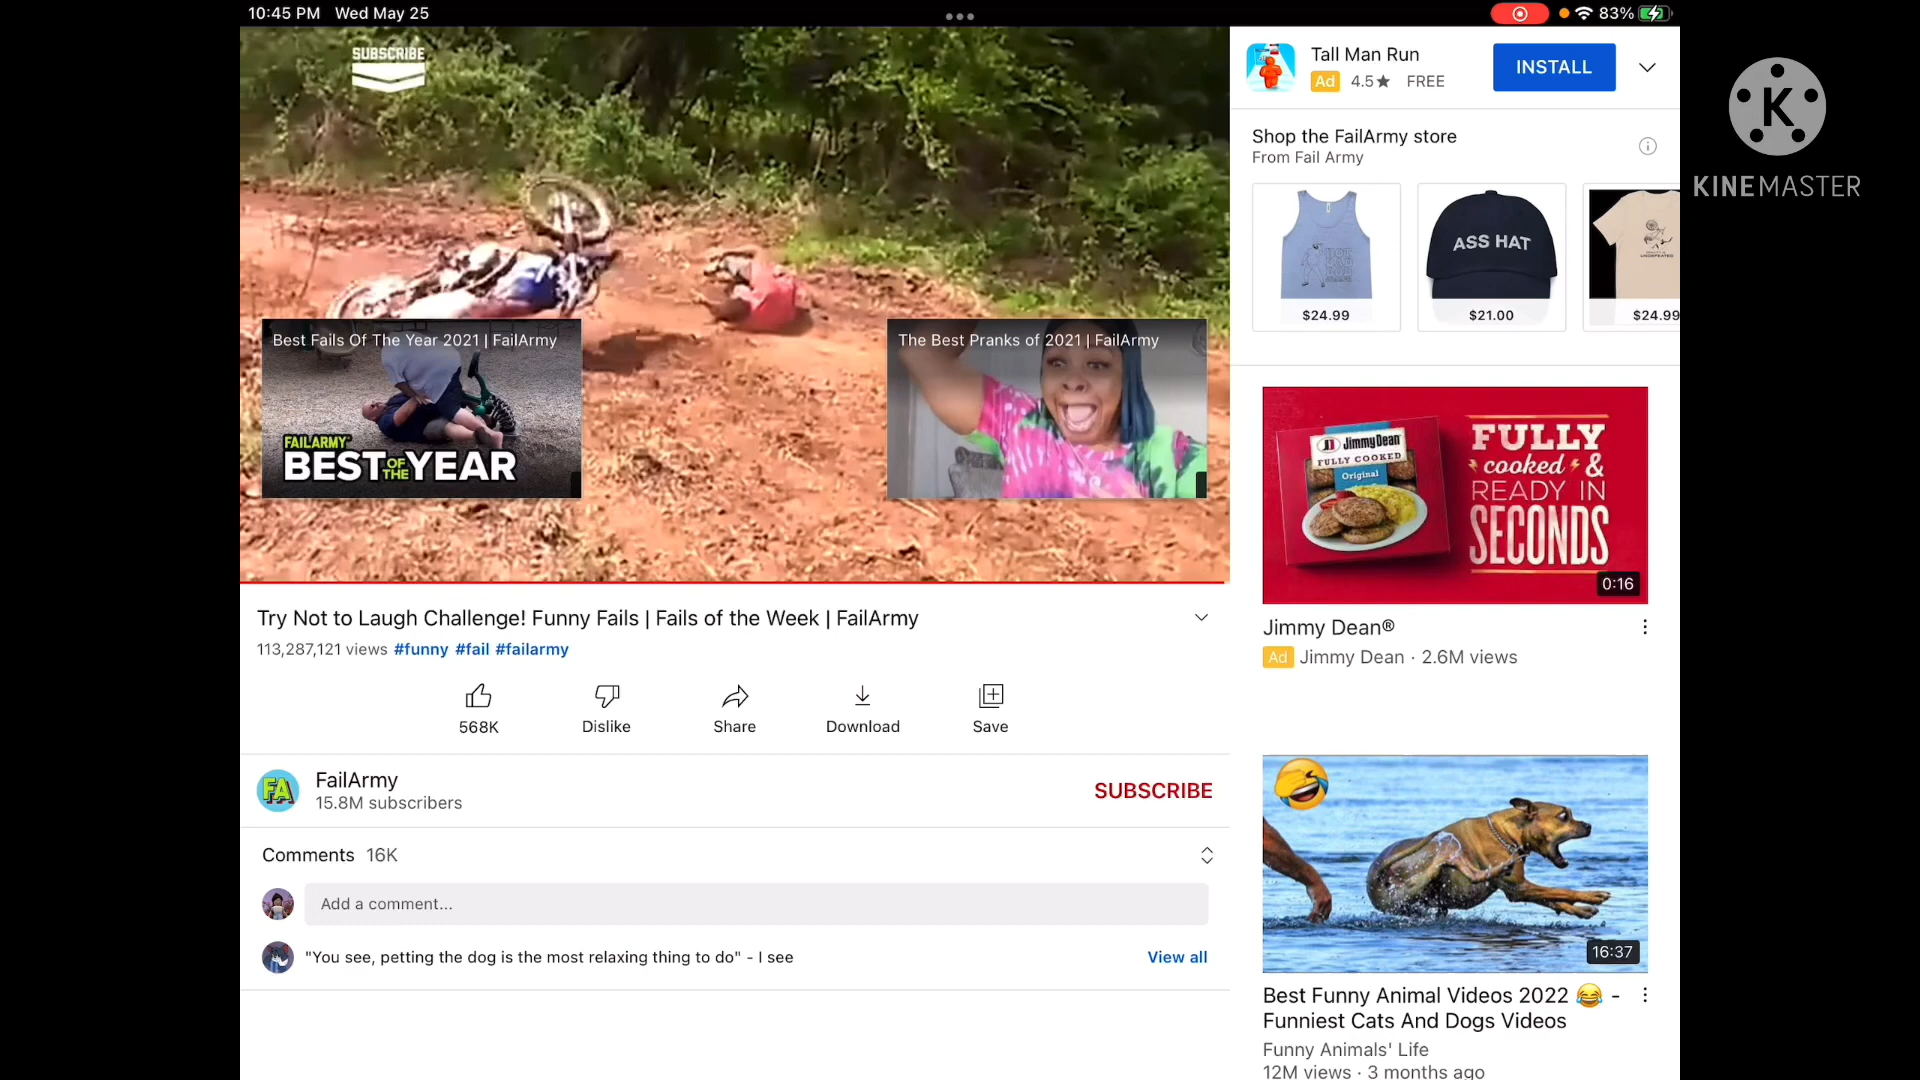 10:45 PM Wed May 25
83%
SUBSCRIBE
Best Fails Of The Year 2021 | FailArmy
FAILARMY
BEST OF THE YEAR
The Best Pranks of 2021 | FailArmy
Try Not to Laugh Challenge! Funny Fails | Fails of the Week | FailArmy
113,287,121 views #funny #fail #failarmy
568K
Dislike
Share
Download
Save
FA
FailArmy
15.8M subscribers
SUBSCRIBE
Comments 16K
Add a comment...
"You see, petting the dog is the most relaxing thing to do" - I see
View all
Tall Man Run
Ad 4.5★ FREE
INSTALL
Shop the FailArmy store
From Fail Army
$24.99
ASS HAT
$21.00
UNDEFEATED
$24.99
Jimmy Dean
FULLY COOKED
Original
FULLY
cooked &
READY IN
SECONDS
0:16
Jimmy Dean®
Ad Jimmy Dean · 2.6M views
16:37
Best Funny Animal Videos 2022 😂 -
Funniest Cats And Dogs Videos
Funny Animals' Life
12M views · 3 months ago
K
KINEMASTER